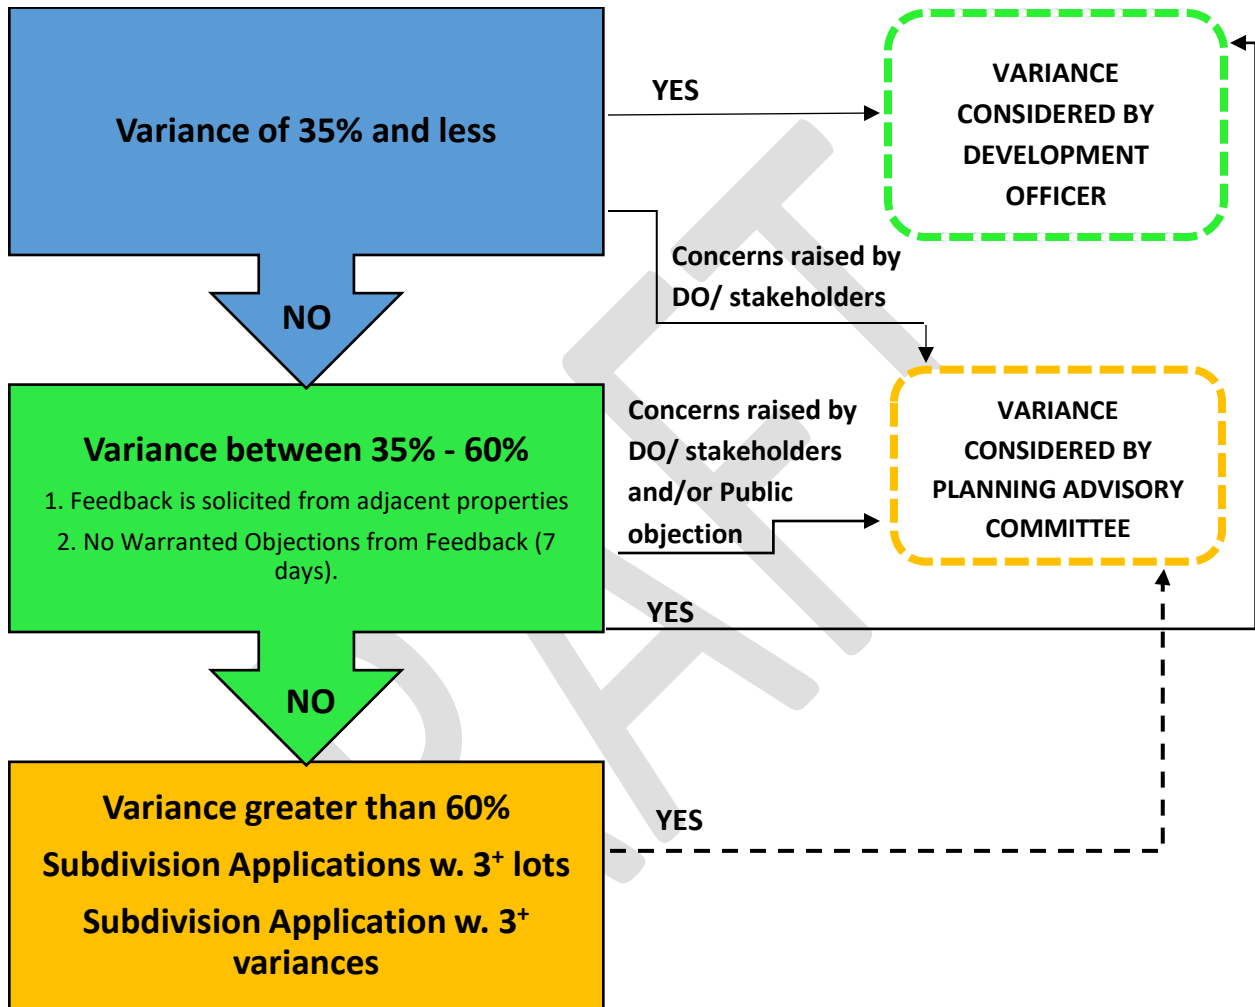 Variance of 35% and less
YES
VARIANCE
CONSIDERED BY
DEVELOPMENT
OFFICER
Concerns raised by
DO/ stakeholders
NO
Variance between 35% - 60%
1. Feedback is solicited from adjacent properties
2. No Warranted Objections from Feedback (7
days).
Concerns raised by
DO/ stakeholders
and/or Public
objection
VARIANCE
CONSIDERED BY
PLANNING ADVISORY
COMMITTEE
YES
NO
Variance greater than 60%
Subdivision Applications w. 3⁺ lots
Subdivision Application w. 3⁺
variances
YES
DRAFT